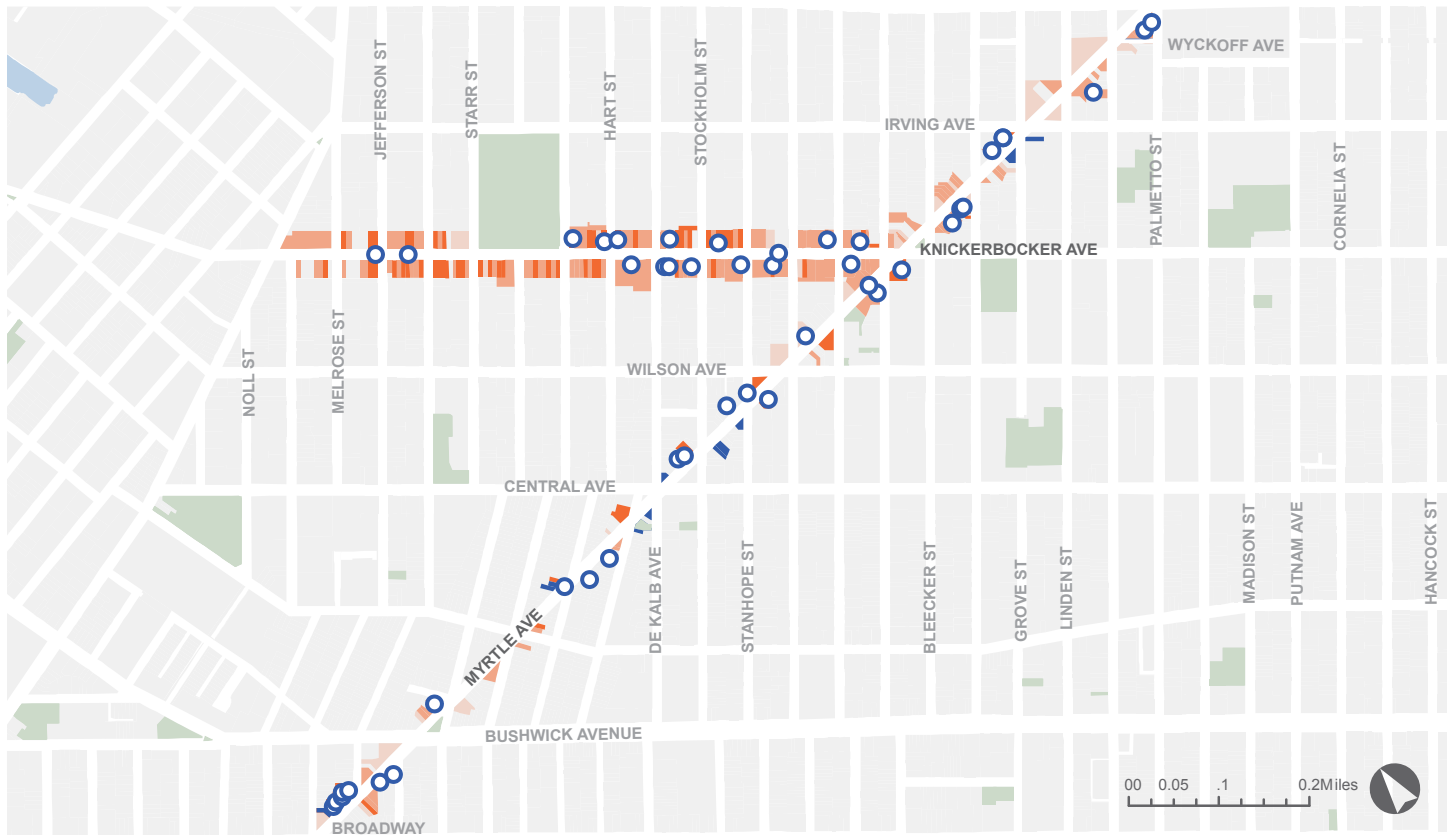 WYCKOFF AVE
JEFFERSON ST
STARR ST
HART ST
STOCKHOLM ST
IRVING AVE
PALMETTO ST
CORNELIA ST
KNICKERBOCKER AVE
NOLL ST
MELROSE ST
WILSON AVE
CENTRAL AVE
DE KALB AVE
STANHOPE ST
BLEECKER ST
GROVE ST
LINDEN ST
MADISON ST
PUTNAM AVE
HANCOCK ST
MYRTLE AVE
BUSHWICK AVENUE
00 0.05 .1 0.2Miles
BROADWAY